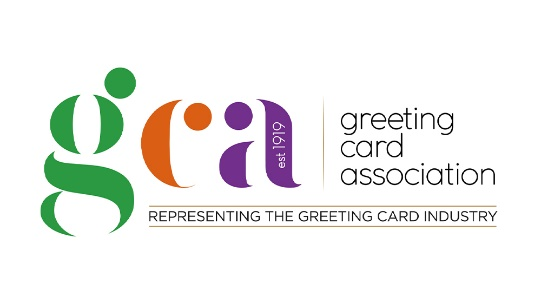 gca
est 1919
greeting
card
association
REPRESENTING THE GREETING CARD INDUSTRY